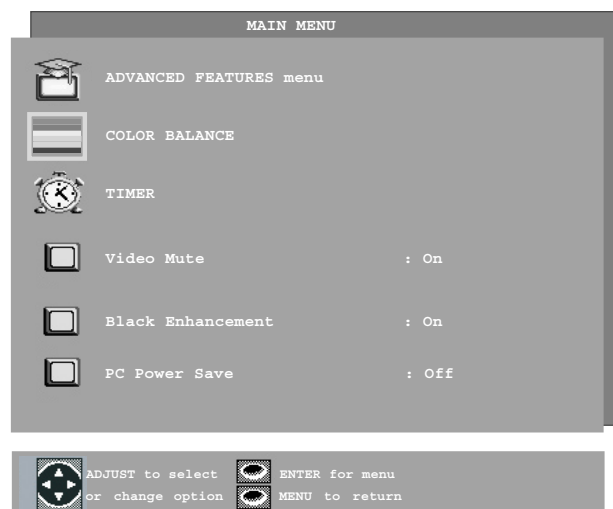 MAIN MENU
ADVANCED FEATURES menu
COLOR BALANCE
TIMER
Video Mute : On
Black Enhancement : On
PC Power Save : Off
ADJUST to select ENTER for menu
or change option MENU to return